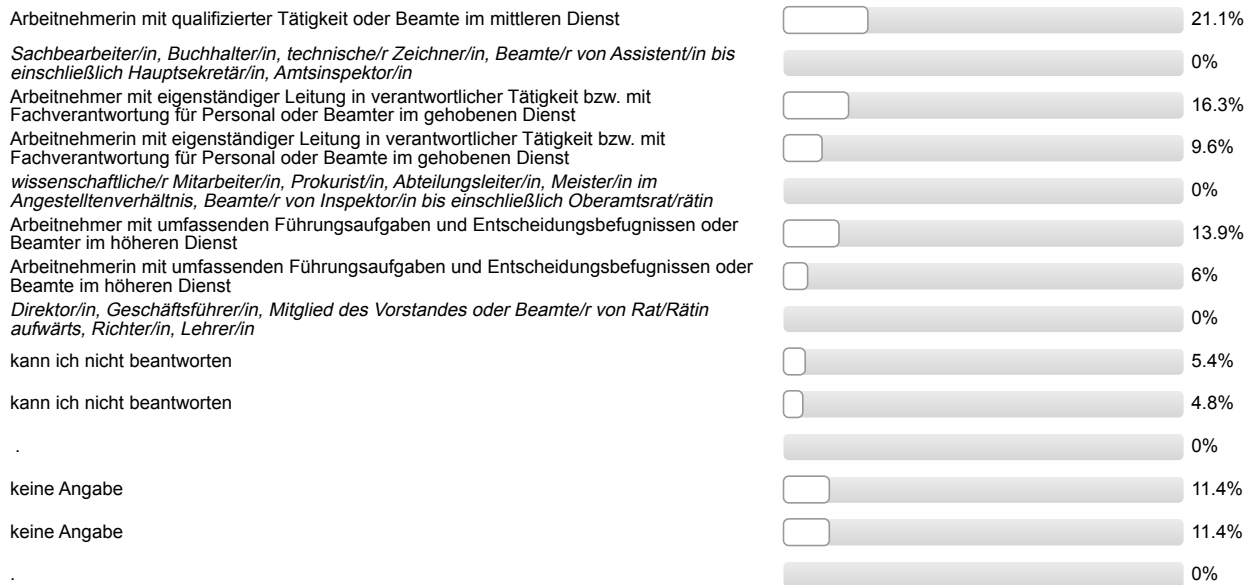 Arbeitnehmerin mit qualifizierter Tätigkeit oder Beamte im mittleren Dienst 21.1%
Sachbearbeiter/in, Buchhalter/in, technische/r Zeichner/in, Beamte/r von Assistent/in bis
einschließlich Hauptsekretär/in, Amtsinspektor/in 0%
Arbeitnehmer mit eigenständiger Leitung in verantwortlicher Tätigkeit bzw. mit
Fachverantwortung für Personal oder Beamter im gehobenen Dienst 16.3%
Arbeitnehmerin mit eigenständiger Leitung in verantwortlicher Tätigkeit bzw. mit
Fachverantwortung für Personal oder Beamte im gehobenen Dienst 9.6%
wissenschaftliche/r Mitarbeiter/in, Prokurist/in, Abteilungsleiter/in, Meister/in im
Angestelltenverhältnis, Beamte/r von Inspektor/in bis einschließlich Oberamtsrat/rätin 0%
Arbeitnehmer mit umfassenden Führungsaufgaben und Entscheidungsbefugnissen oder
Beamter im höheren Dienst 13.9%
Arbeitnehmerin mit umfassenden Führungsaufgaben und Entscheidungsbefugnissen oder
Beamte im höheren Dienst 6%
Direktor/in, Geschäftsführer/in, Mitglied des Vorstandes oder Beamte/r von Rat/Rätin
aufwärts, Richter/in, Lehrer/in 0%
kann ich nicht beantworten 5.4%
kann ich nicht beantworten 4.8%
. 0%
keine Angabe 11.4%
keine Angabe 11.4%
. 0%